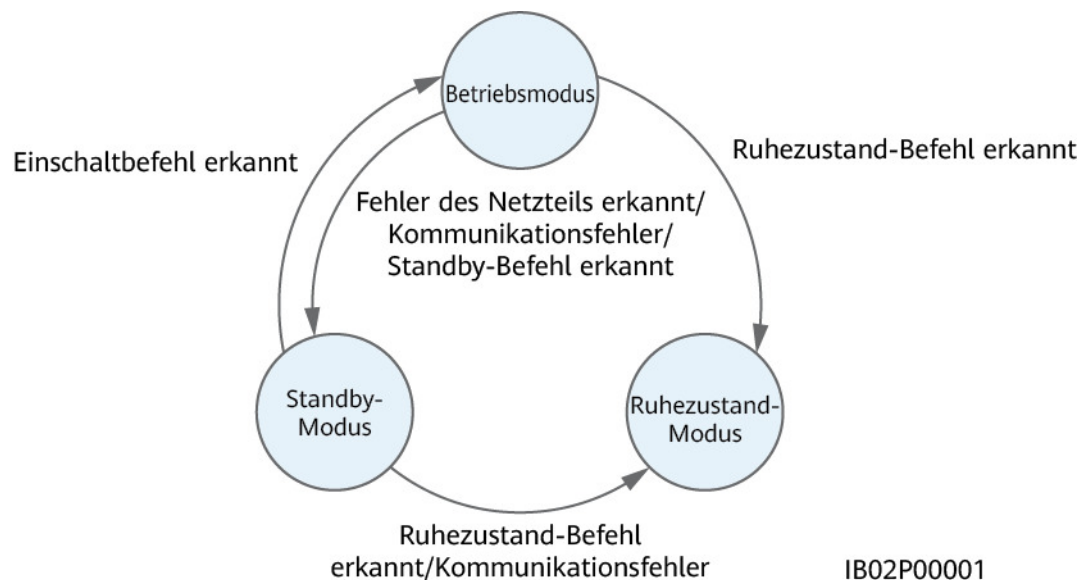 Betriebsmodus
Einschaltbefehl erkannt
Ruhezustand-Befehl erkannt
Fehler des Netzteils erkannt/
Kommunikationsfehler/
Standby-Befehl erkannt
Standby-
Modus
Ruhezustand-
Modus
Ruhezustand-Befehl
erkannt/Kommunikationsfehler
IB02P00001